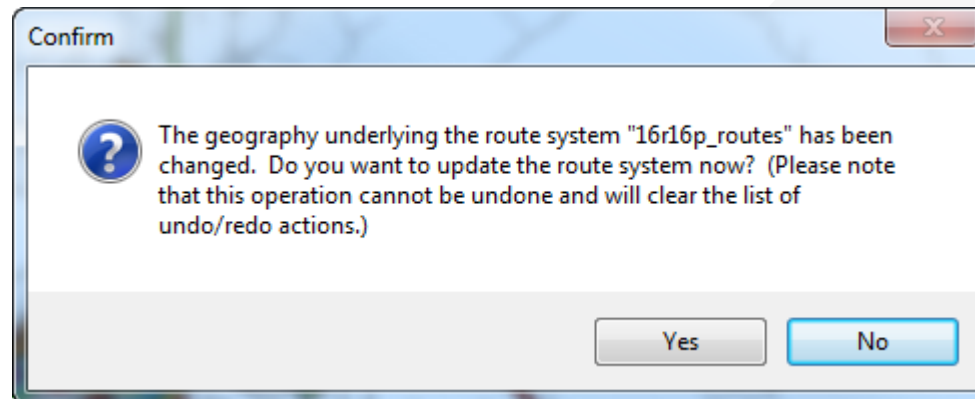 Confirm
The geography underlying the route system "16r16p_routes" has been
changed.  Do you want to update the route system now?  (Please note
that this operation cannot be undone and will clear the list of
undo/redo actions.)
Yes
No